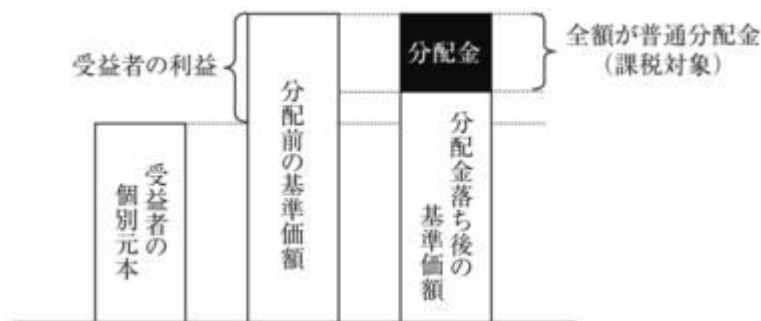 受益者の利益
分配金
全額が普通分配金
（課税対象）
受益者の
個別元本
分配前の基準価額
分配金落ち後の
基準価額